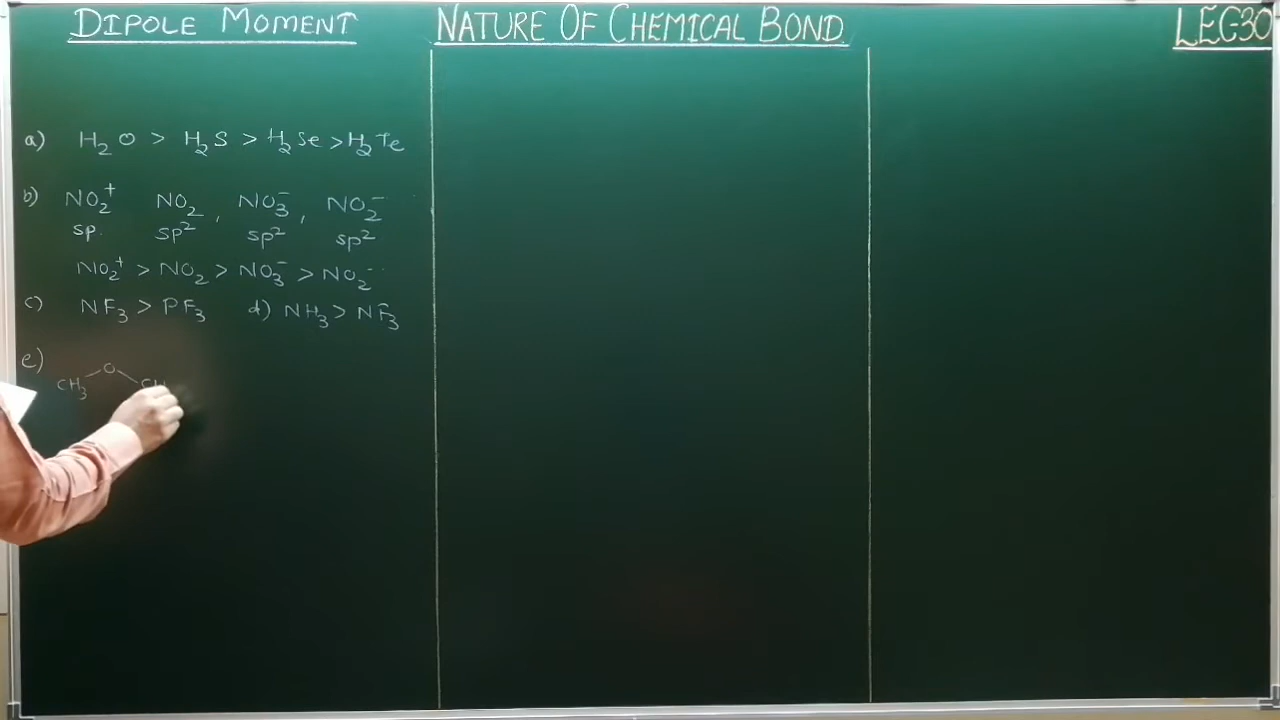 DIPOLE MOMENT
NATURE OF CHEMICAL BOND
LEC30
a) H₂O > H₂S > H₂Se > H₂Te
b) NO₂⁺ NO₂ , NO₃⁻ , NO₂⁻
sp. sp² sp² sp²
NO₂⁺ > NO₂ > NO₃⁻ > NO₂⁻
c) NF₃ > PF₃ d) NH₃ > NF₃
e)
CH₃ O CH